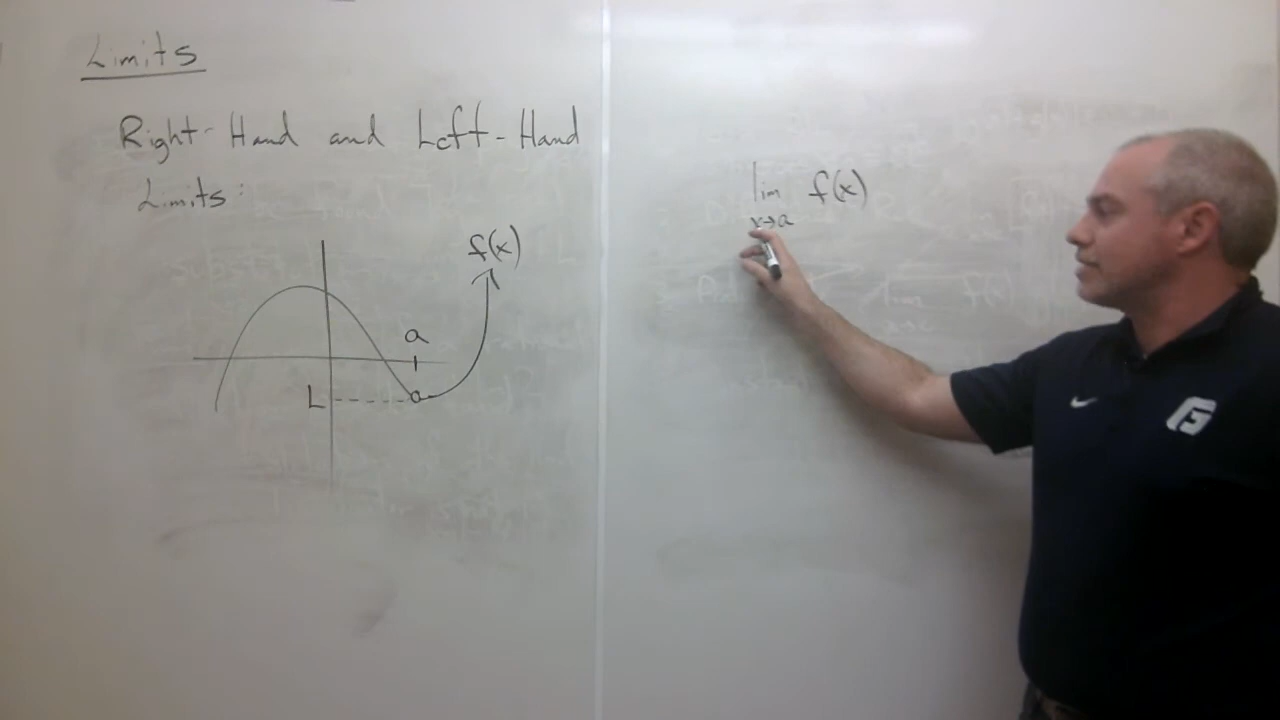 Limits
Right-Hand and Left-Hand
Limits:
f(x)
a
L
lim f(x)
x→a